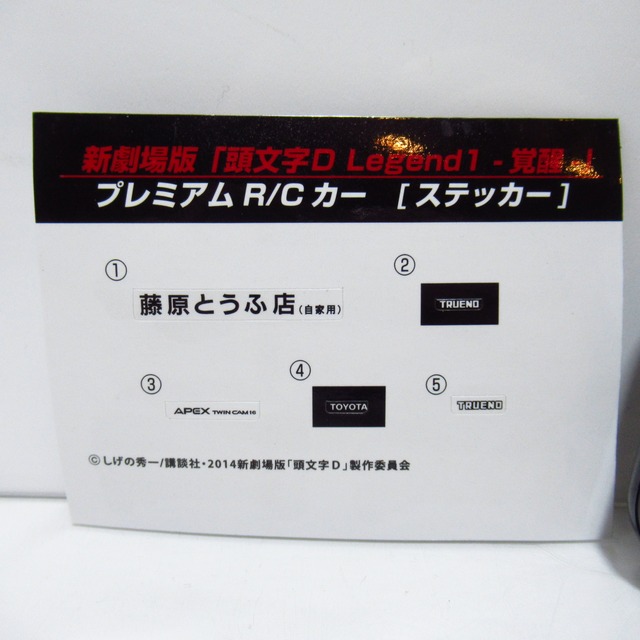 新劇場版「頭文字D Legend1 -覚醒-」
プレミアムR/Cカー [ステッカー]
① ②
藤原とうふ店(自家用) TRUENO
③ ④ ⑤
APEX TWIN CAM 16 TOYOTA TRUENO
©しげの秀一/講談社・2014新劇場版「頭文字D」製作委員会